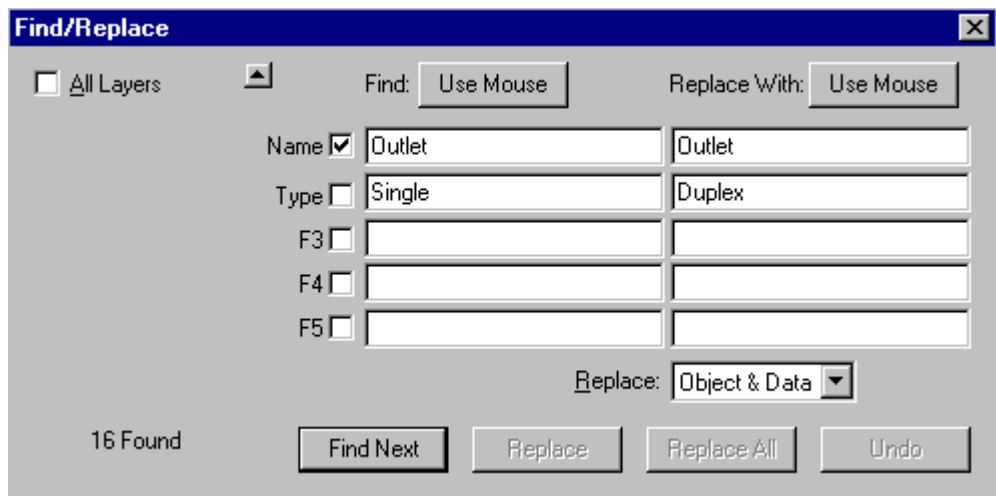 Find/Replace
All Layers Find: Use Mouse Replace With: Use Mouse
Name Outlet Outlet
Type Single Duplex
F3
F4
F5
Replace: Object & Data
16 Found Find Next Replace Replace All Undo